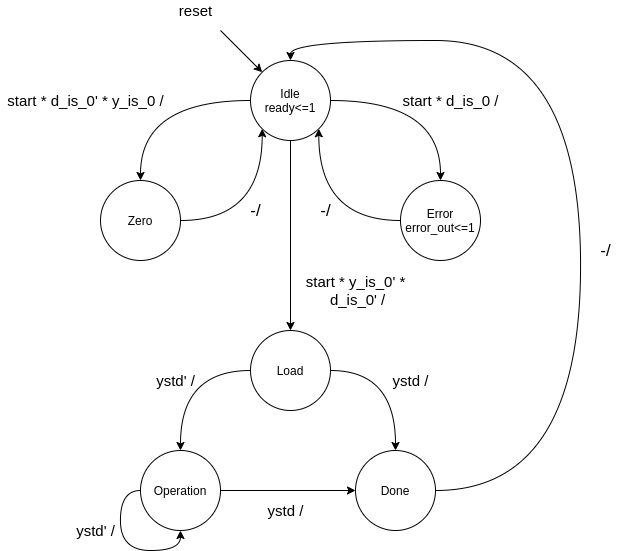 reset
Idle
ready<=1
start * d_is_0' * y_is_0 /
start * d_is_0 /
Zero
-/
-/
Error
error_out<=1
-/
start * y_is_0' *
d_is_0' /
Load
ystd' /
ystd /
Operation
Done
ystd /
ystd' /